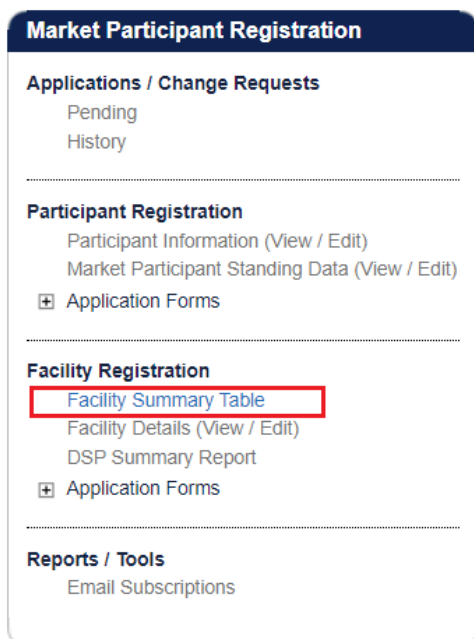 Market Participant Registration
Applications / Change Requests
Pending
History
Participant Registration
Participant Information (View / Edit)
Market Participant Standing Data (View / Edit)
Application Forms
Facility Registration
Facility Summary Table
Facility Details (View / Edit)
DSP Summary Report
Application Forms
Reports / Tools
Email Subscriptions